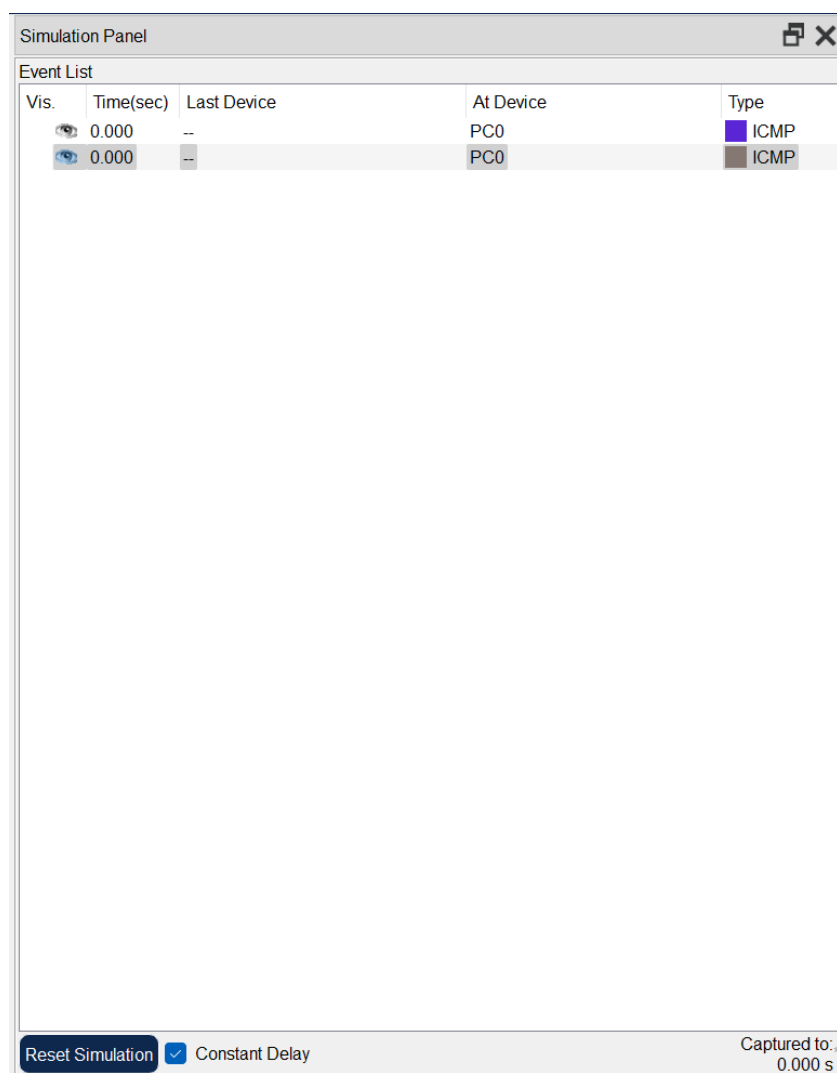 Simulation Panel
Event List
Vis. Time(sec) Last Device At Device Type
0.000 -- PC0 ICMP
0.000 -- PC0 ICMP
Reset Simulation Constant Delay Captured to:
0.000 s